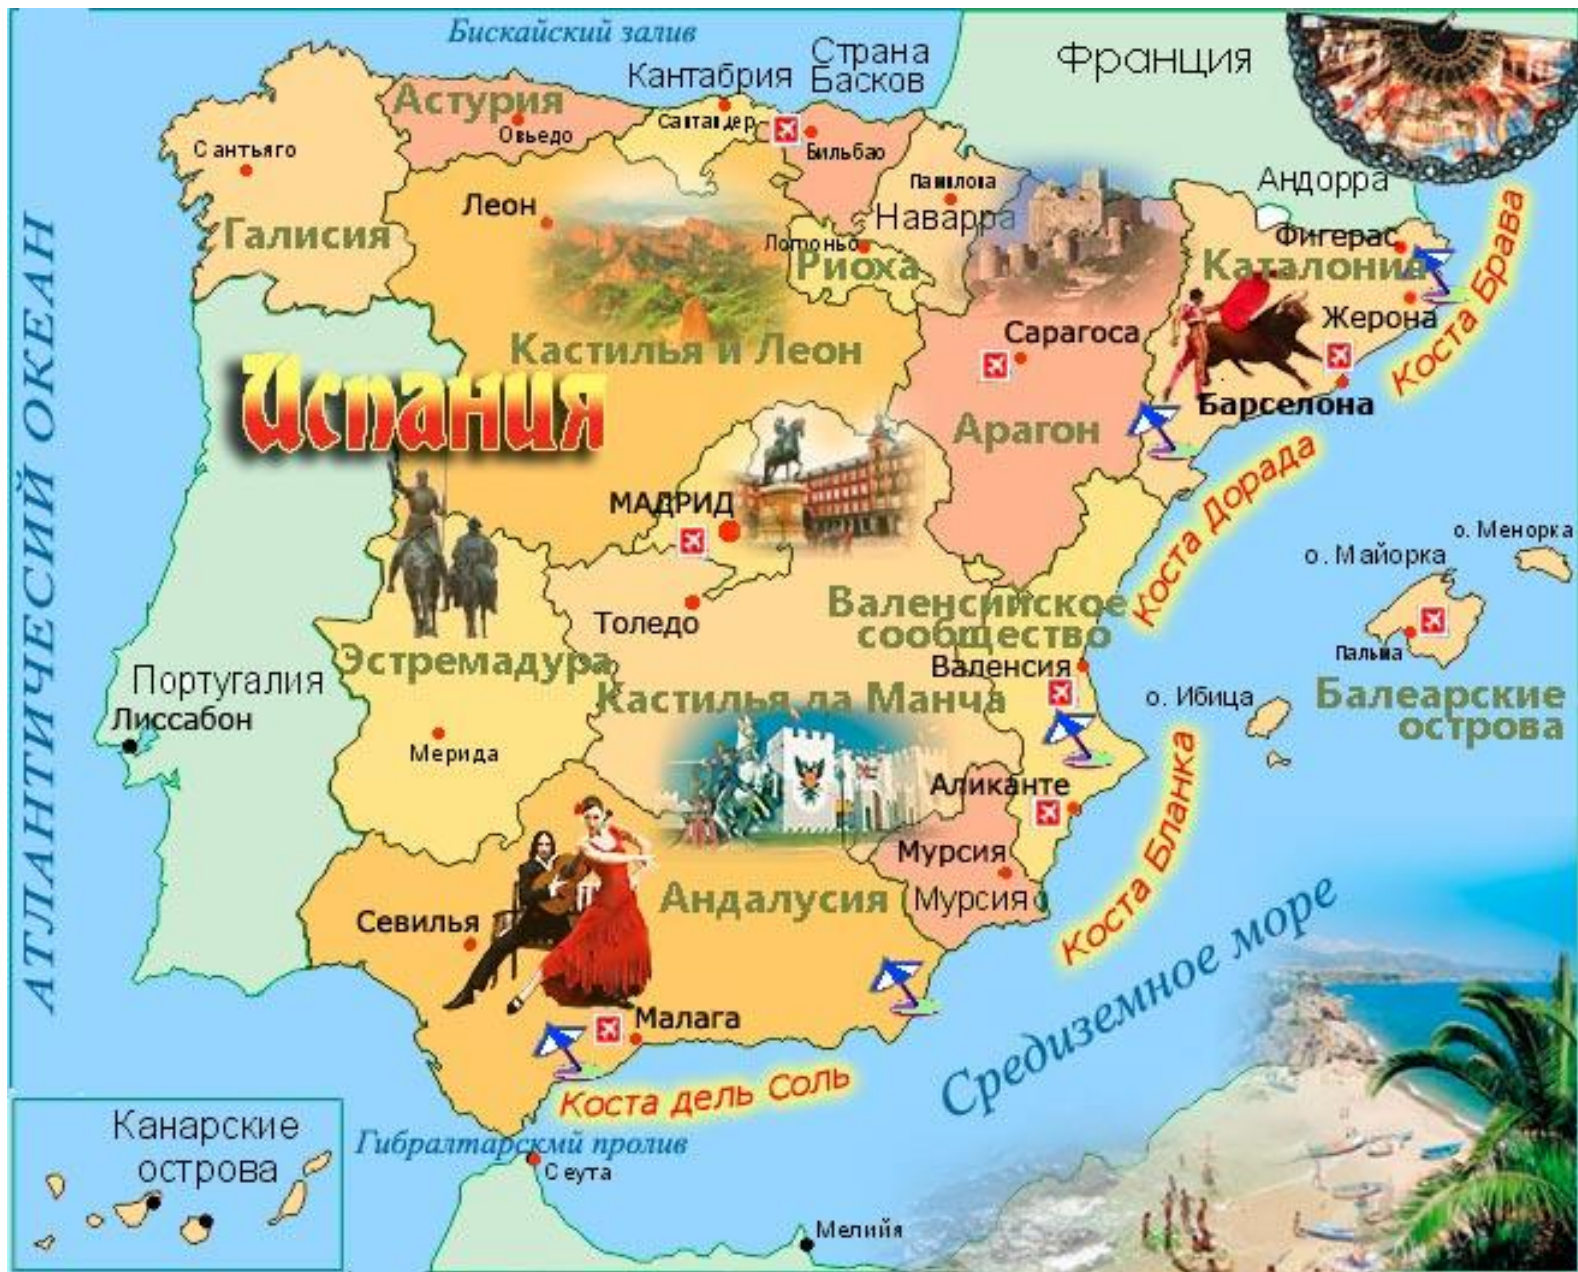 Бискайский залив
Страна
Басков
Кантабрия
Франция
Астурия
Сантандер
Овьедо
Бильбао
Сантьяго
Андорра
Памплона
Леон
Наварра
Галисия
Логроньо
Риоха
Фигерас
Каталония
Коста Брава
Жерона
Сарагоса
Кастилья и Леон
Испания
Барселона
Арагон
АТЛАНТИЧЕСИЙ ОКЕАН
МАДРИД
Коста Дорада
о. Менорка
о. Майорка
Толедо
Валенсийское
сообщество
Пальма
Эстремадура
Валенсия
Португалия
Лиссабон
Кастилья ла Манча
о. Ибица
Балеарские
острова
Мерида
Аликанте
Коста Бланка
Мурсия
Андалусия
Мурсия
Севилья
Средиземное море
Малага
Коста дель Соль
Канарские
острова
Гибралтарскмй пролив
Сеута
Мелийя